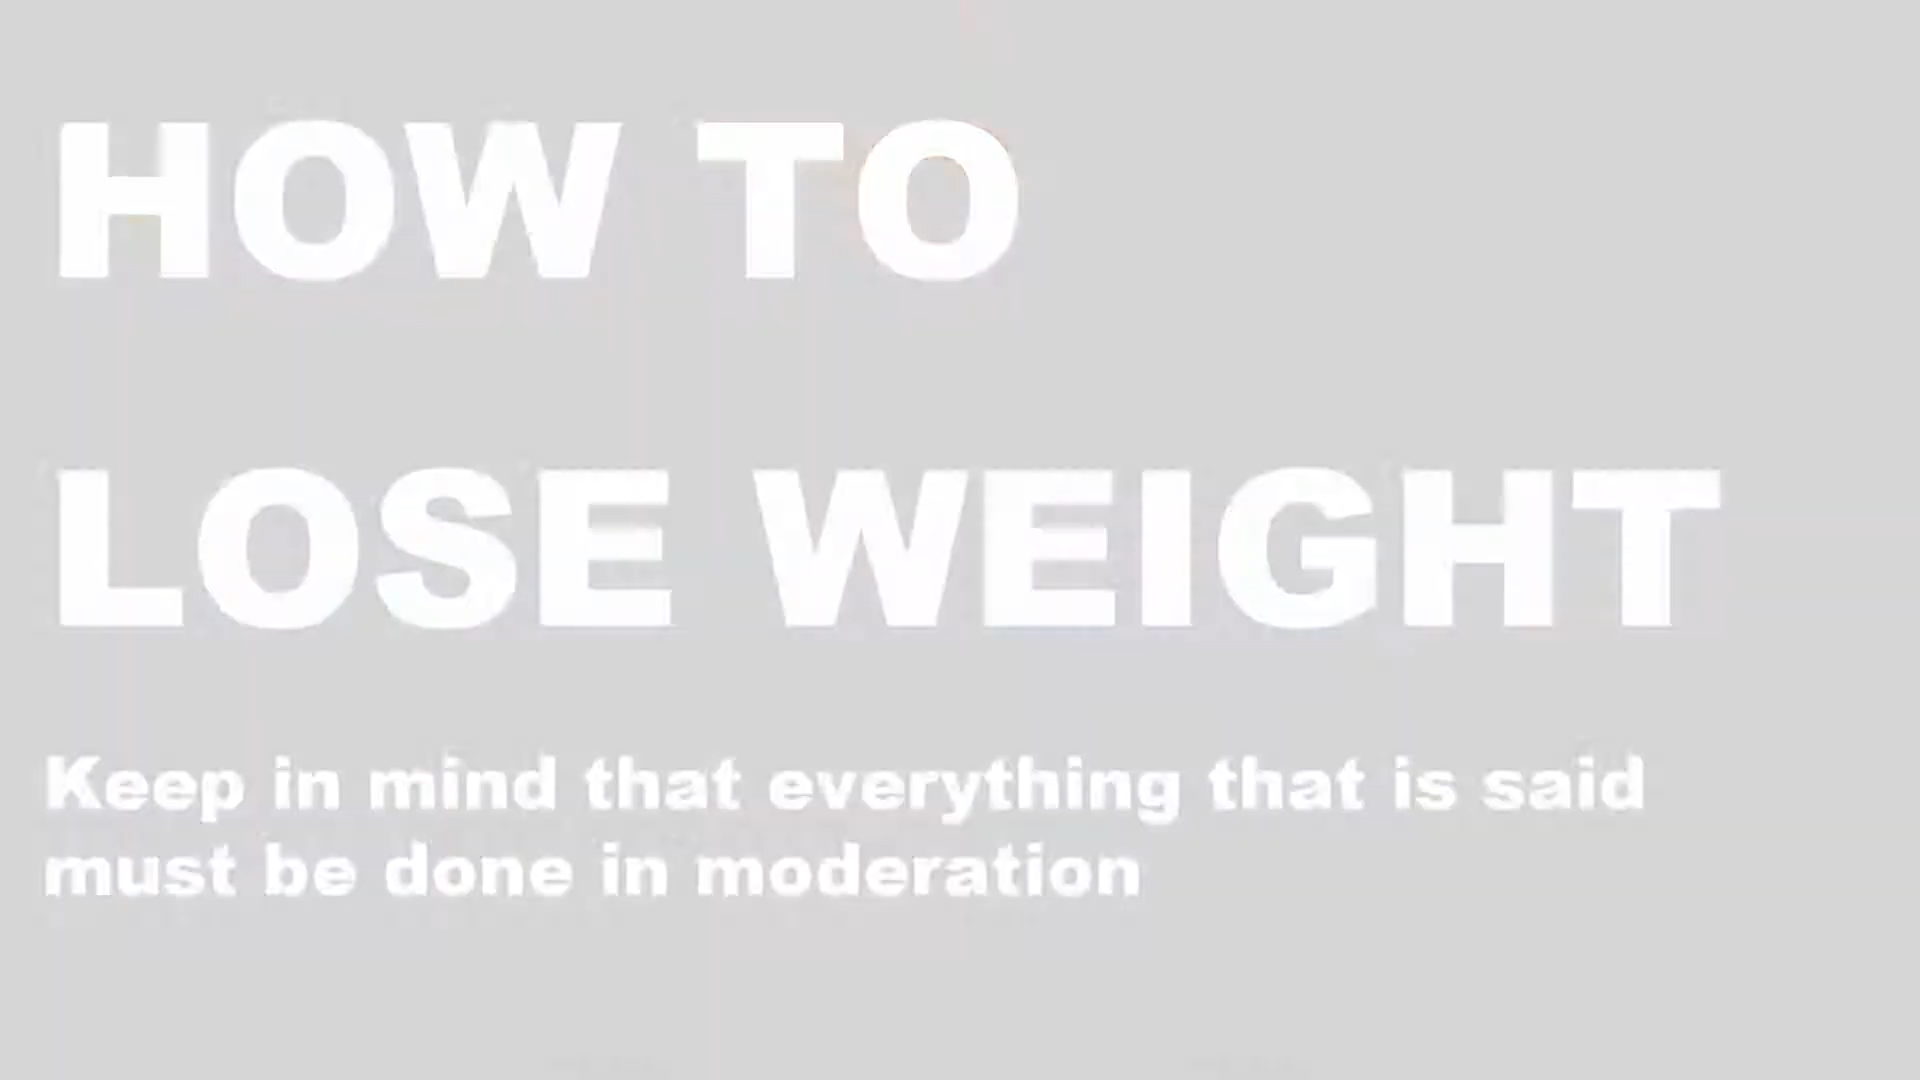 HOW TO
LOSE WEIGHT
Keep in mind that everything that is said
must be done in moderation